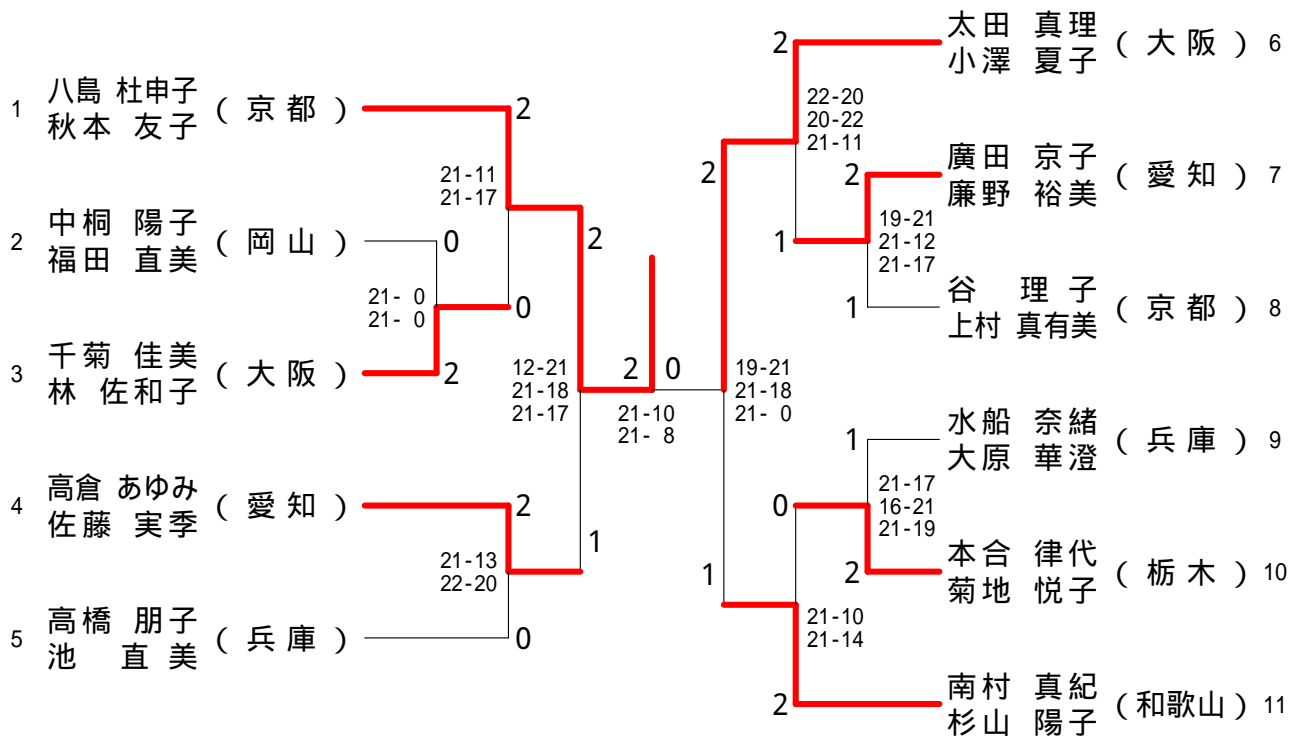 1 八島 杜申子 (京都)
秋本 友子
2
21-11
21-17
2 中桐 陽子 (岡山)
福田 直美
0
21- 0
21- 0
0
3 千菊 佳美 (大阪)
林 佐和子
2
2
12-21
21-18
21-17
4 高倉 あゆみ (愛知)
佐藤 実季
2
1
21-13
22-20
5 高橋 朋子 (兵庫)
池 直美
0
2 0
21-10
21- 8
2
太田 真理 (大阪) 6
小澤 夏子
22-20
20-22
21-11
2
2
廣田 京子 (愛知) 7
廉野 裕美
1
19-21
21-12
21-17
1
谷 理子 (京都) 8
上村 真有美
19-21
21-18
21- 0
1
水船 奈緒 (兵庫) 9
大原 華澄
0
21-17
16-21
21-19
2
本合 律代 (栃木) 10
菊地 悦子
1
21-10
21-14
2
南村 真紀 (和歌山) 11
杉山 陽子